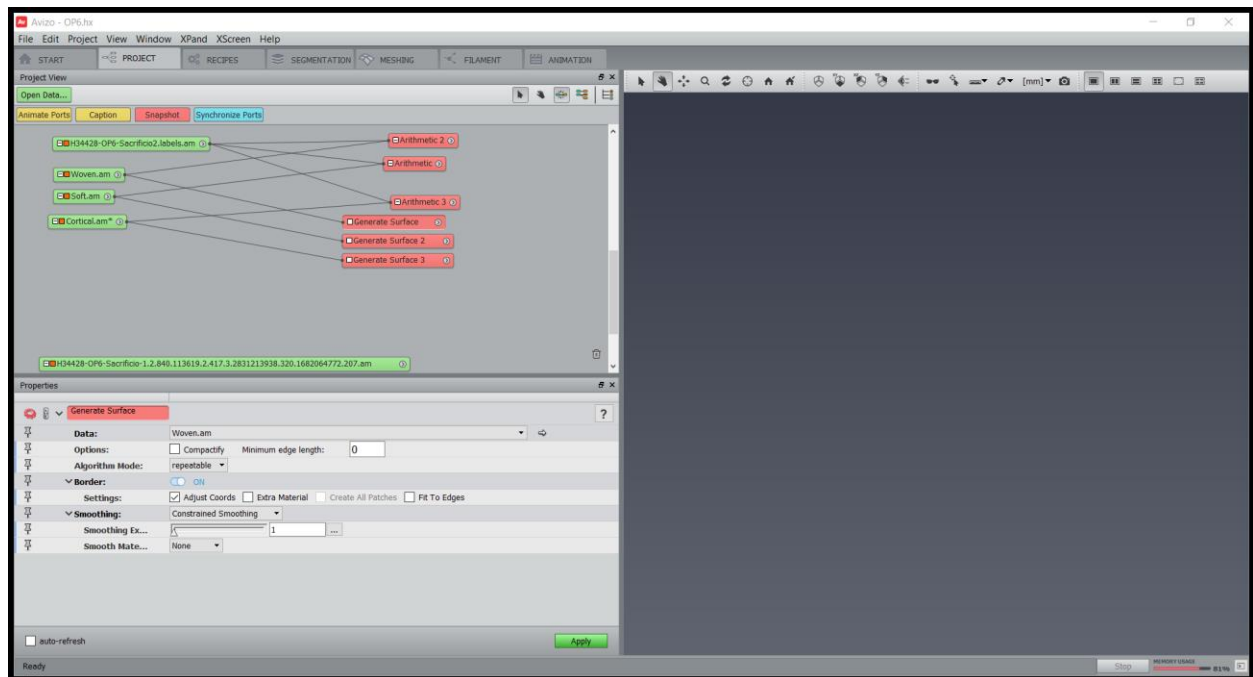 Avizo - OP6.hx
File Edit Project View Window XPand XScreen Help
START PROJECT RECIPES SEGMENTATION MESHING FILAMENT ANIMATION
Project View
Open Data...
Animate Ports Caption Snapshot Synchronize Ports
[mm]
H34428-OP6-Sacrificio2.labels.am
Arithmetic 2
Arithmetic
Woven.am
Soft.am
Arithmetic 3
Cortical.am*
Generate Surface
Generate Surface 2
Generate Surface 3
H34428-OP6-Sacrificio-1.2.840.113619.2.417.3.2831213938.320.1682064772.207.am
Properties
Generate Surface ?
Data: Woven.am
Options: Compactify Minimum edge length: 0
Algorithm Mode: repeatable
Border: ON
Settings: Adjust Coords Extra Material Create All Patches Fit To Edges
Smoothing: Constrained Smoothing
Smoothing Ex... 1 ...
Smooth Mate... None
auto-refresh Apply
Ready Stop MEMORY USAGE 81%